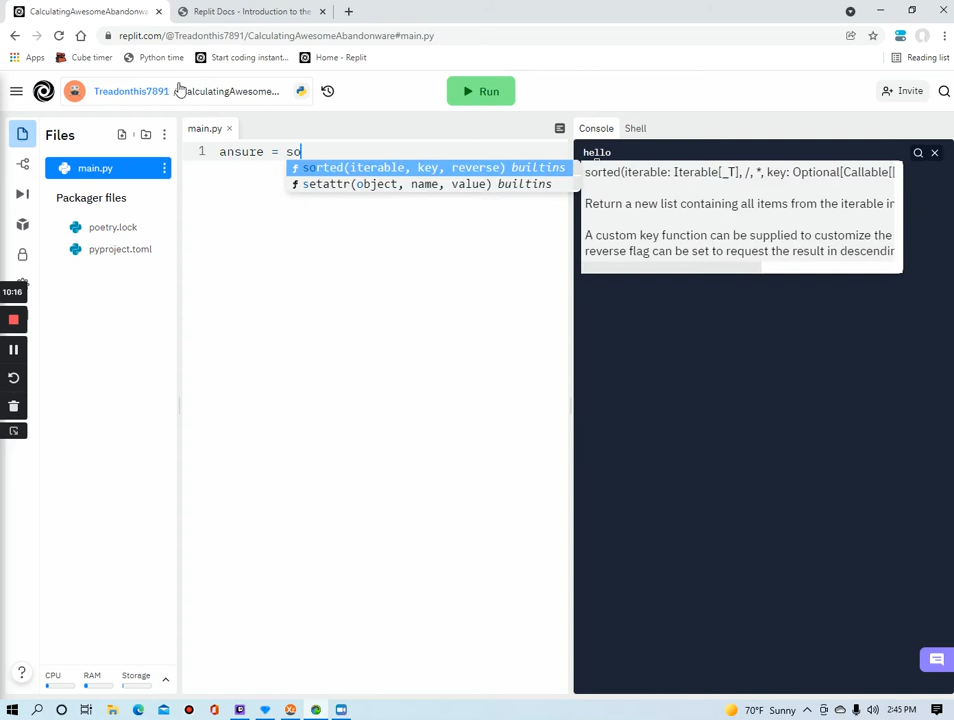 CalculatingAwesomeAbandonw
Replit Docs - Introduction to the
replit.com/@Treadonthis7891/CalculatingAwesomeAbandonware#main.py
Apps
Cube timer
Python time
Start coding instant...
Home - Replit
Reading list
Treadonthis7891
CalculatingAwesome...
Run
Invite
Files
main.py
Packager files
poetry.lock
pyproject.toml
main.py
1 ansure = so
sorted(iterable, key, reverse) builtins
setattr(object, name, value) builtins
Console
Shell
hello
sorted(iterable: Iterable[_T], /, *, key: Optional[Callable[[
Return a new list containing all items from the iterable in
A custom key function can be supplied to customize the
reverse flag can be set to request the result in descendin
10:16
CPU
RAM
Storage
70°F Sunny
2:45 PM